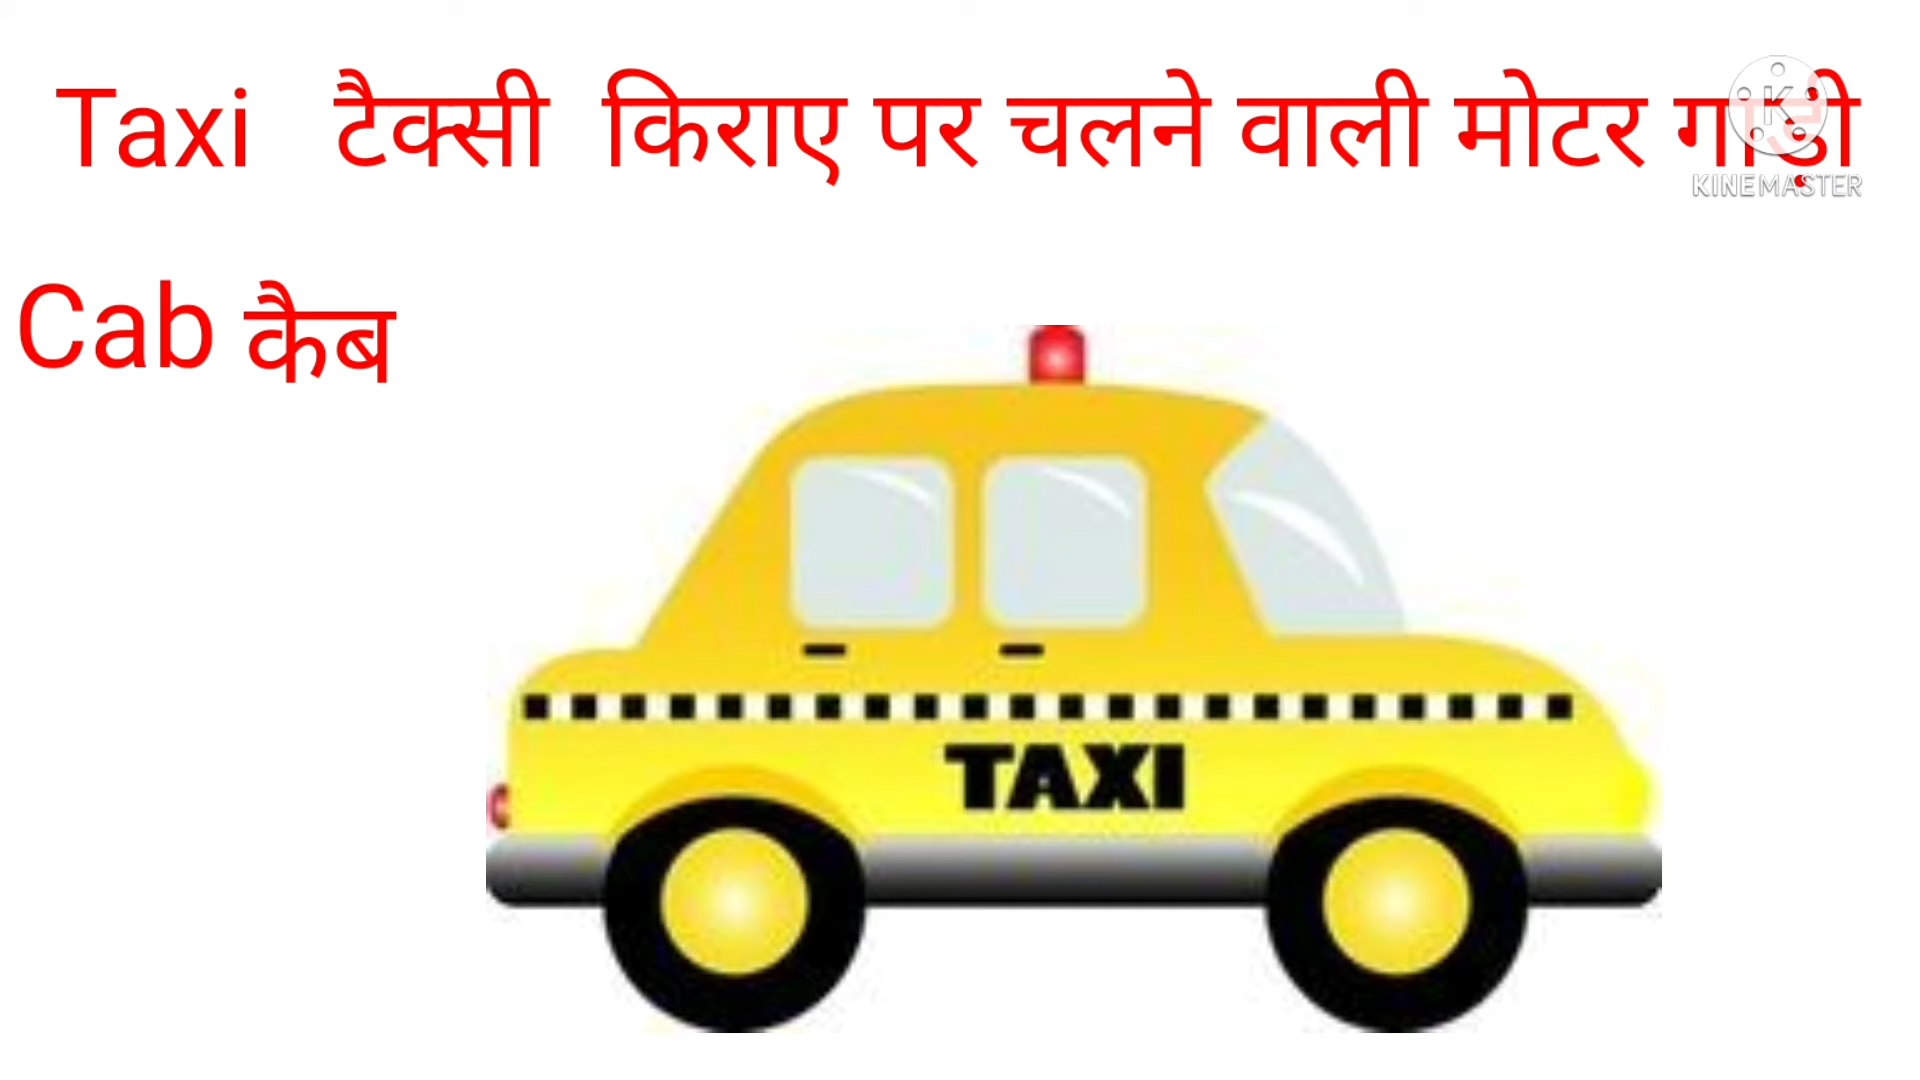 Taxi टैक्सी किराए पर चलने वाली मोटर गाड़ी
KINEMASTER
Cab कैब
TAXI